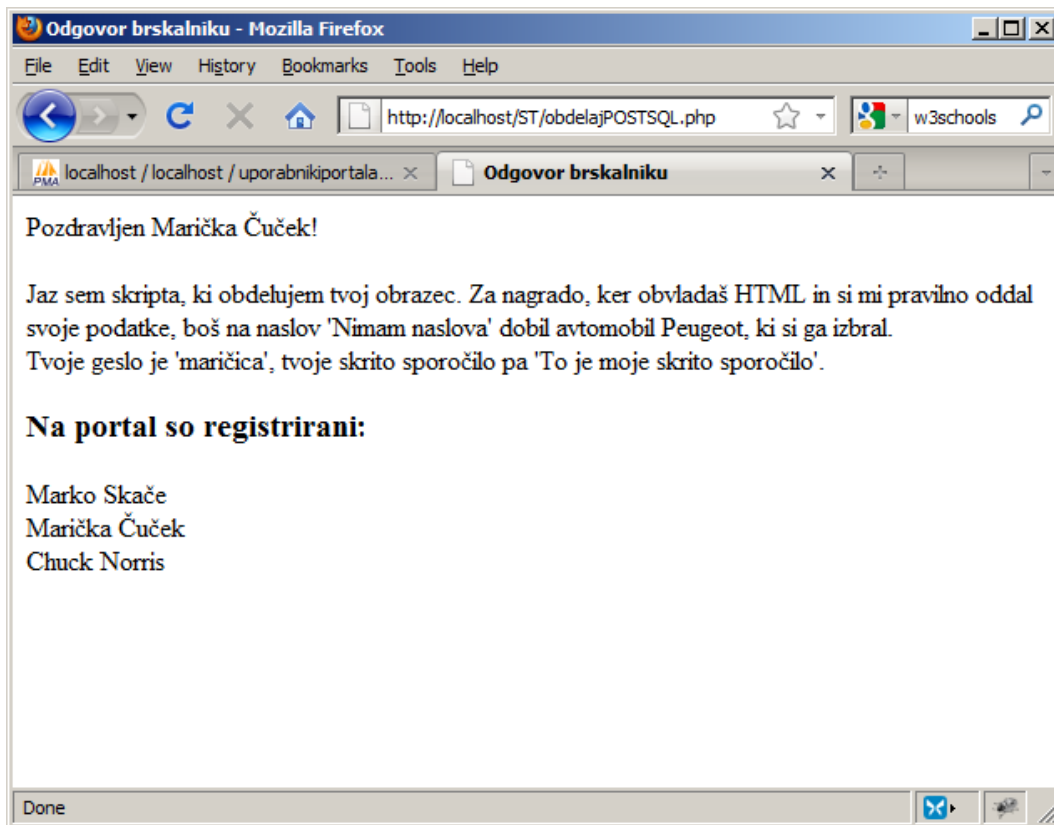 Odgovor brskalniku - Mozilla Firefox
File Edit View History Bookmarks Tools Help
http://localhost/ST/obdelajPOSTSQL.php
w3schools
PMA
localhost / localhost / uporabnikiportala...
Odgovor brskalniku
Pozdravljen Marička Čuček!
Jaz sem skripta, ki obdelujem tvoj obrazec. Za nagrado, ker obvladaš HTML in si mi pravilno oddal
svoje podatke, boš na naslov 'Nimam naslova' dobil avtomobil Peugeot, ki si ga izbral.
Tvoje geslo je 'maričica', tvoje skrito sporočilo pa 'To je moje skrito sporočilo'.
Na portal so registrirani:
Marko Skače
Marička Čuček
Chuck Norris
Done